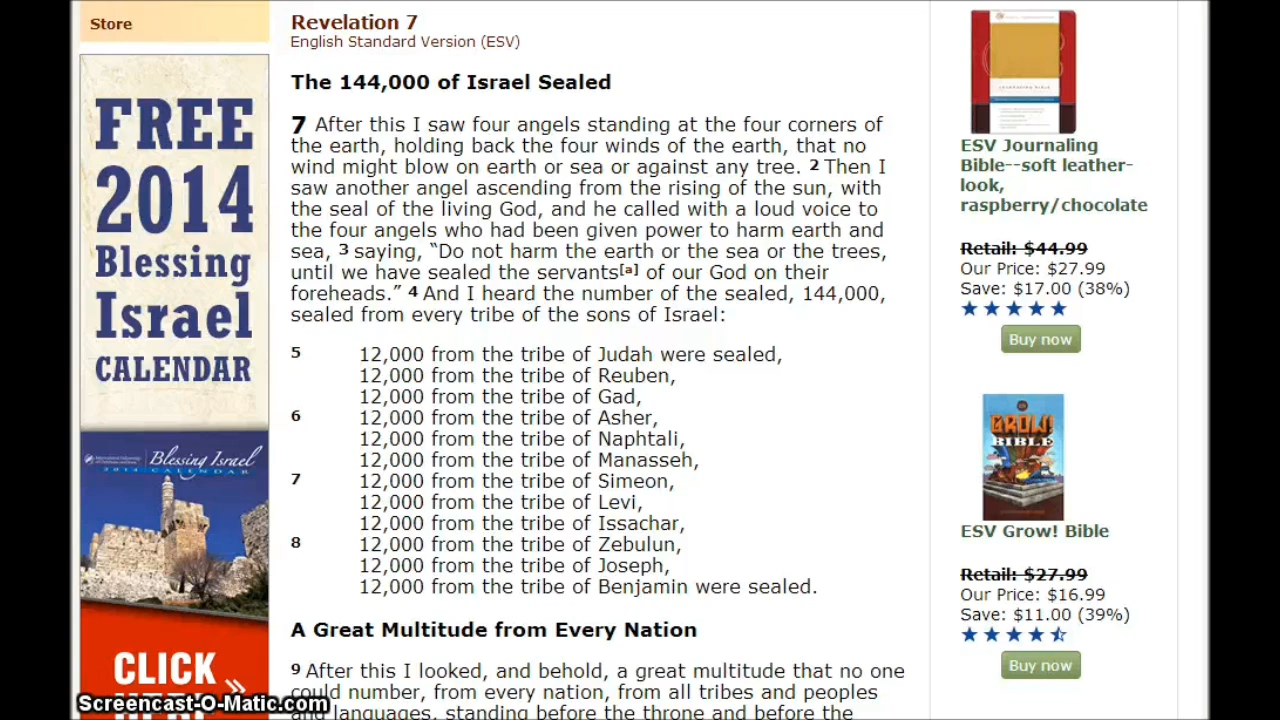 Store
FREE
2014
Blessing
Israel
CALENDAR
Blessing Israel
2014 CALENDAR
CLICK
Screencast-O-Matic.com
Revelation 7
English Standard Version (ESV)
The 144,000 of Israel Sealed
7 After this I saw four angels standing at the four corners of
the earth, holding back the four winds of the earth, that no
wind might blow on earth or sea or against any tree. 2 Then I
saw another angel ascending from the rising of the sun, with
the seal of the living God, and he called with a loud voice to
the four angels who had been given power to harm earth and
sea, 3 saying, “Do not harm the earth or the sea or the trees,
until we have sealed the servants[a] of our God on their
foreheads.” 4 And I heard the number of the sealed, 144,000,
sealed from every tribe of the sons of Israel:
5 12,000 from the tribe of Judah were sealed,
12,000 from the tribe of Reuben,
12,000 from the tribe of Gad,
6 12,000 from the tribe of Asher,
12,000 from the tribe of Naphtali,
12,000 from the tribe of Manasseh,
7 12,000 from the tribe of Simeon,
12,000 from the tribe of Levi,
12,000 from the tribe of Issachar,
8 12,000 from the tribe of Zebulun,
12,000 from the tribe of Joseph,
12,000 from the tribe of Benjamin were sealed.
A Great Multitude from Every Nation
9 After this I looked, and behold, a great multitude that no one
could number, from every nation, from all tribes and peoples
and languages, standing before the throne and before the
ESV Journaling
Bible--soft leather-
look,
raspberry/chocolate
Retail: $44.99
Our Price: $27.99
Save: $17.00 (38%)
Buy now
GROW!
BIBLE
ESV Grow! Bible
Retail: $27.99
Our Price: $16.99
Save: $11.00 (39%)
Buy now